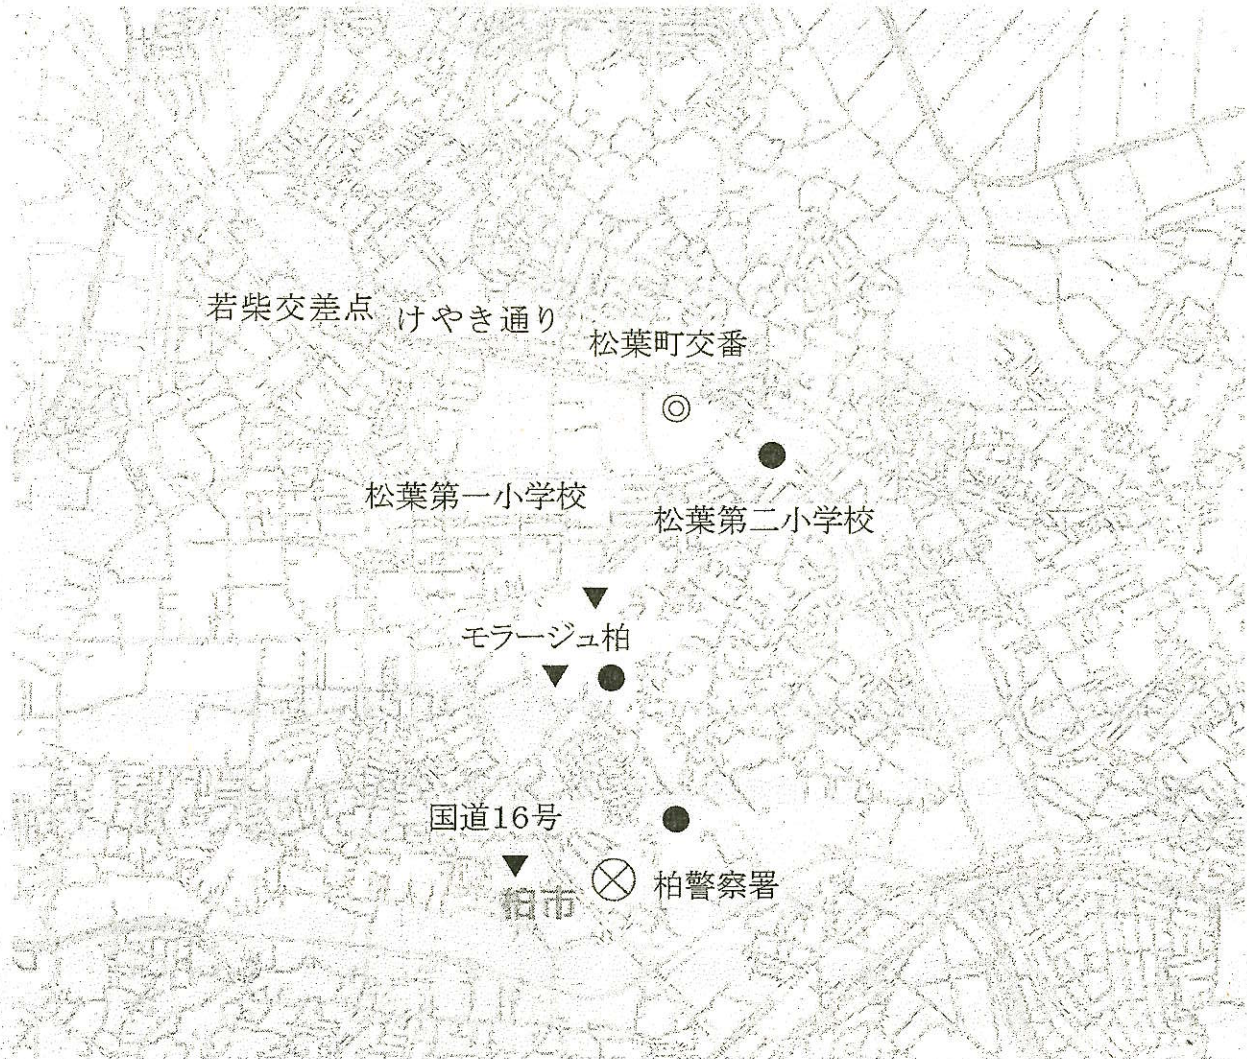 若柴交差点
けやき通り
松葉町交番
松葉第一小学校
松葉第二小学校
モラージュ柏
国道16号
柏警察署
柏市